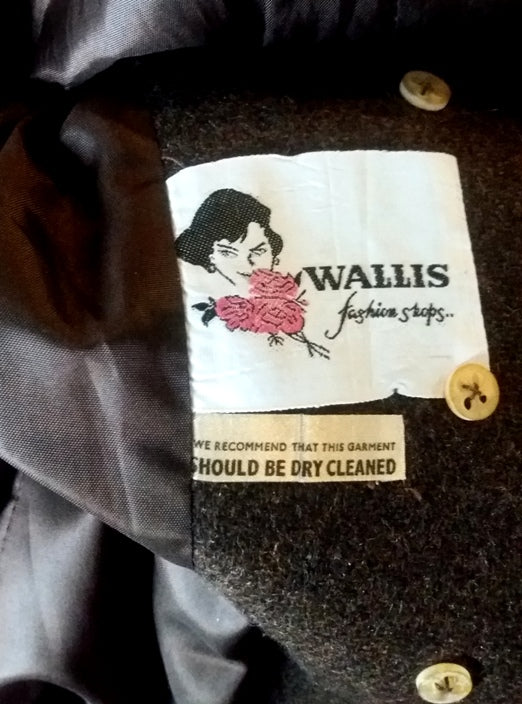 WALLIS
fashion shops..
WE RECOMMEND THAT THIS GARMENT
SHOULD BE DRY CLEANED